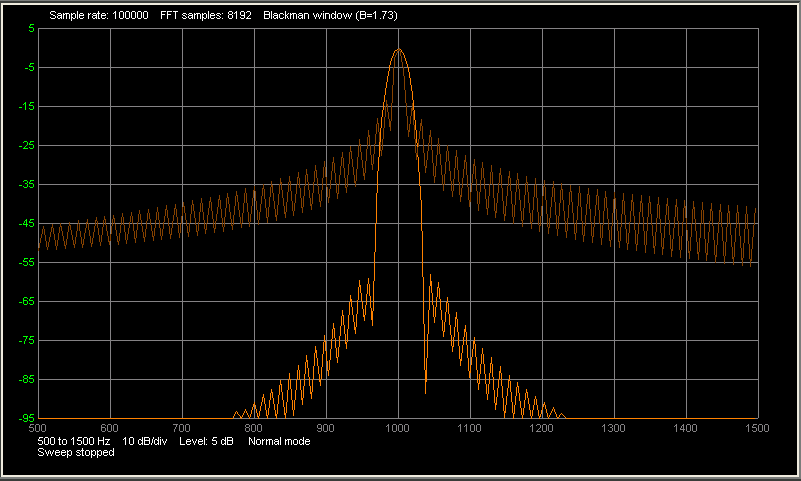 Sample rate: 100000 FFT samples: 8192 Blackman window (B=1.73)
5
-5
-15
-25
-35
-45
-55
-65
-75
-85
-95
500 600 700 800 900 1000 1100 1200 1300 1400 1500
500 to 1500 Hz 10 dB/div Level: 5 dB Normal mode
Sweep stopped